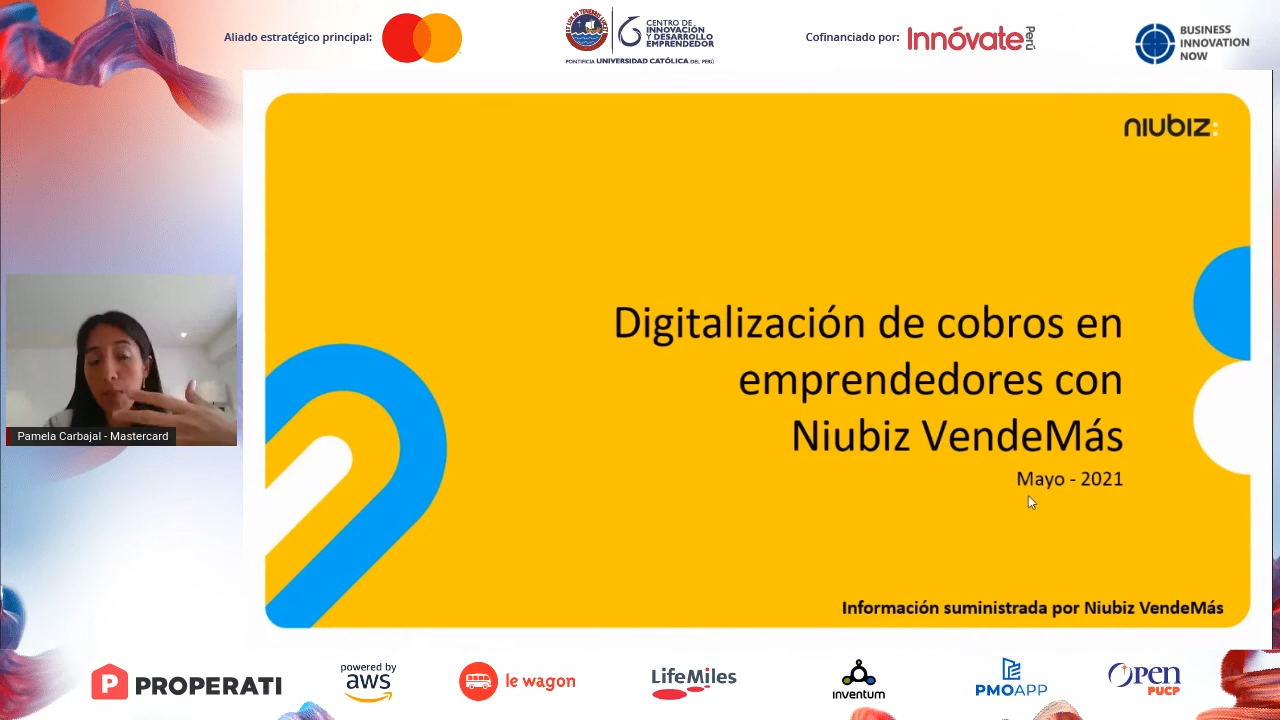 Aliado estratégico principal:
CENTRO DE
INNOVACIÓN
Y DESARROLLO
EMPRENDEDOR
PONTIFICIA UNIVERSIDAD CATÓLICA DEL PERÚ
Cofinanciado por:
Innóvate Perú
BUSINESS
INNOVATION
NOW
niubiz:
Digitalización de cobros en
emprendedores con
Niubiz VendeMás
Mayo - 2021
Información suministrada por Niubiz VendeMás
Pamela Carbajal - Mastercard
PROPERATI
powered by
aws
le wagon
LifeMiles
INVENTUM
PMOAPP
OPEN
PUCP